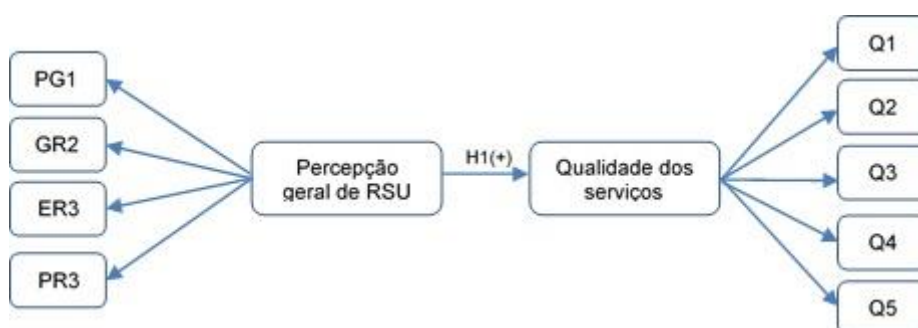 PG1
GR2
ER3
PR3
Percepção
geral de RSU
H1(+)
Qualidade dos
serviços
Q1
Q2
Q3
Q4
Q5